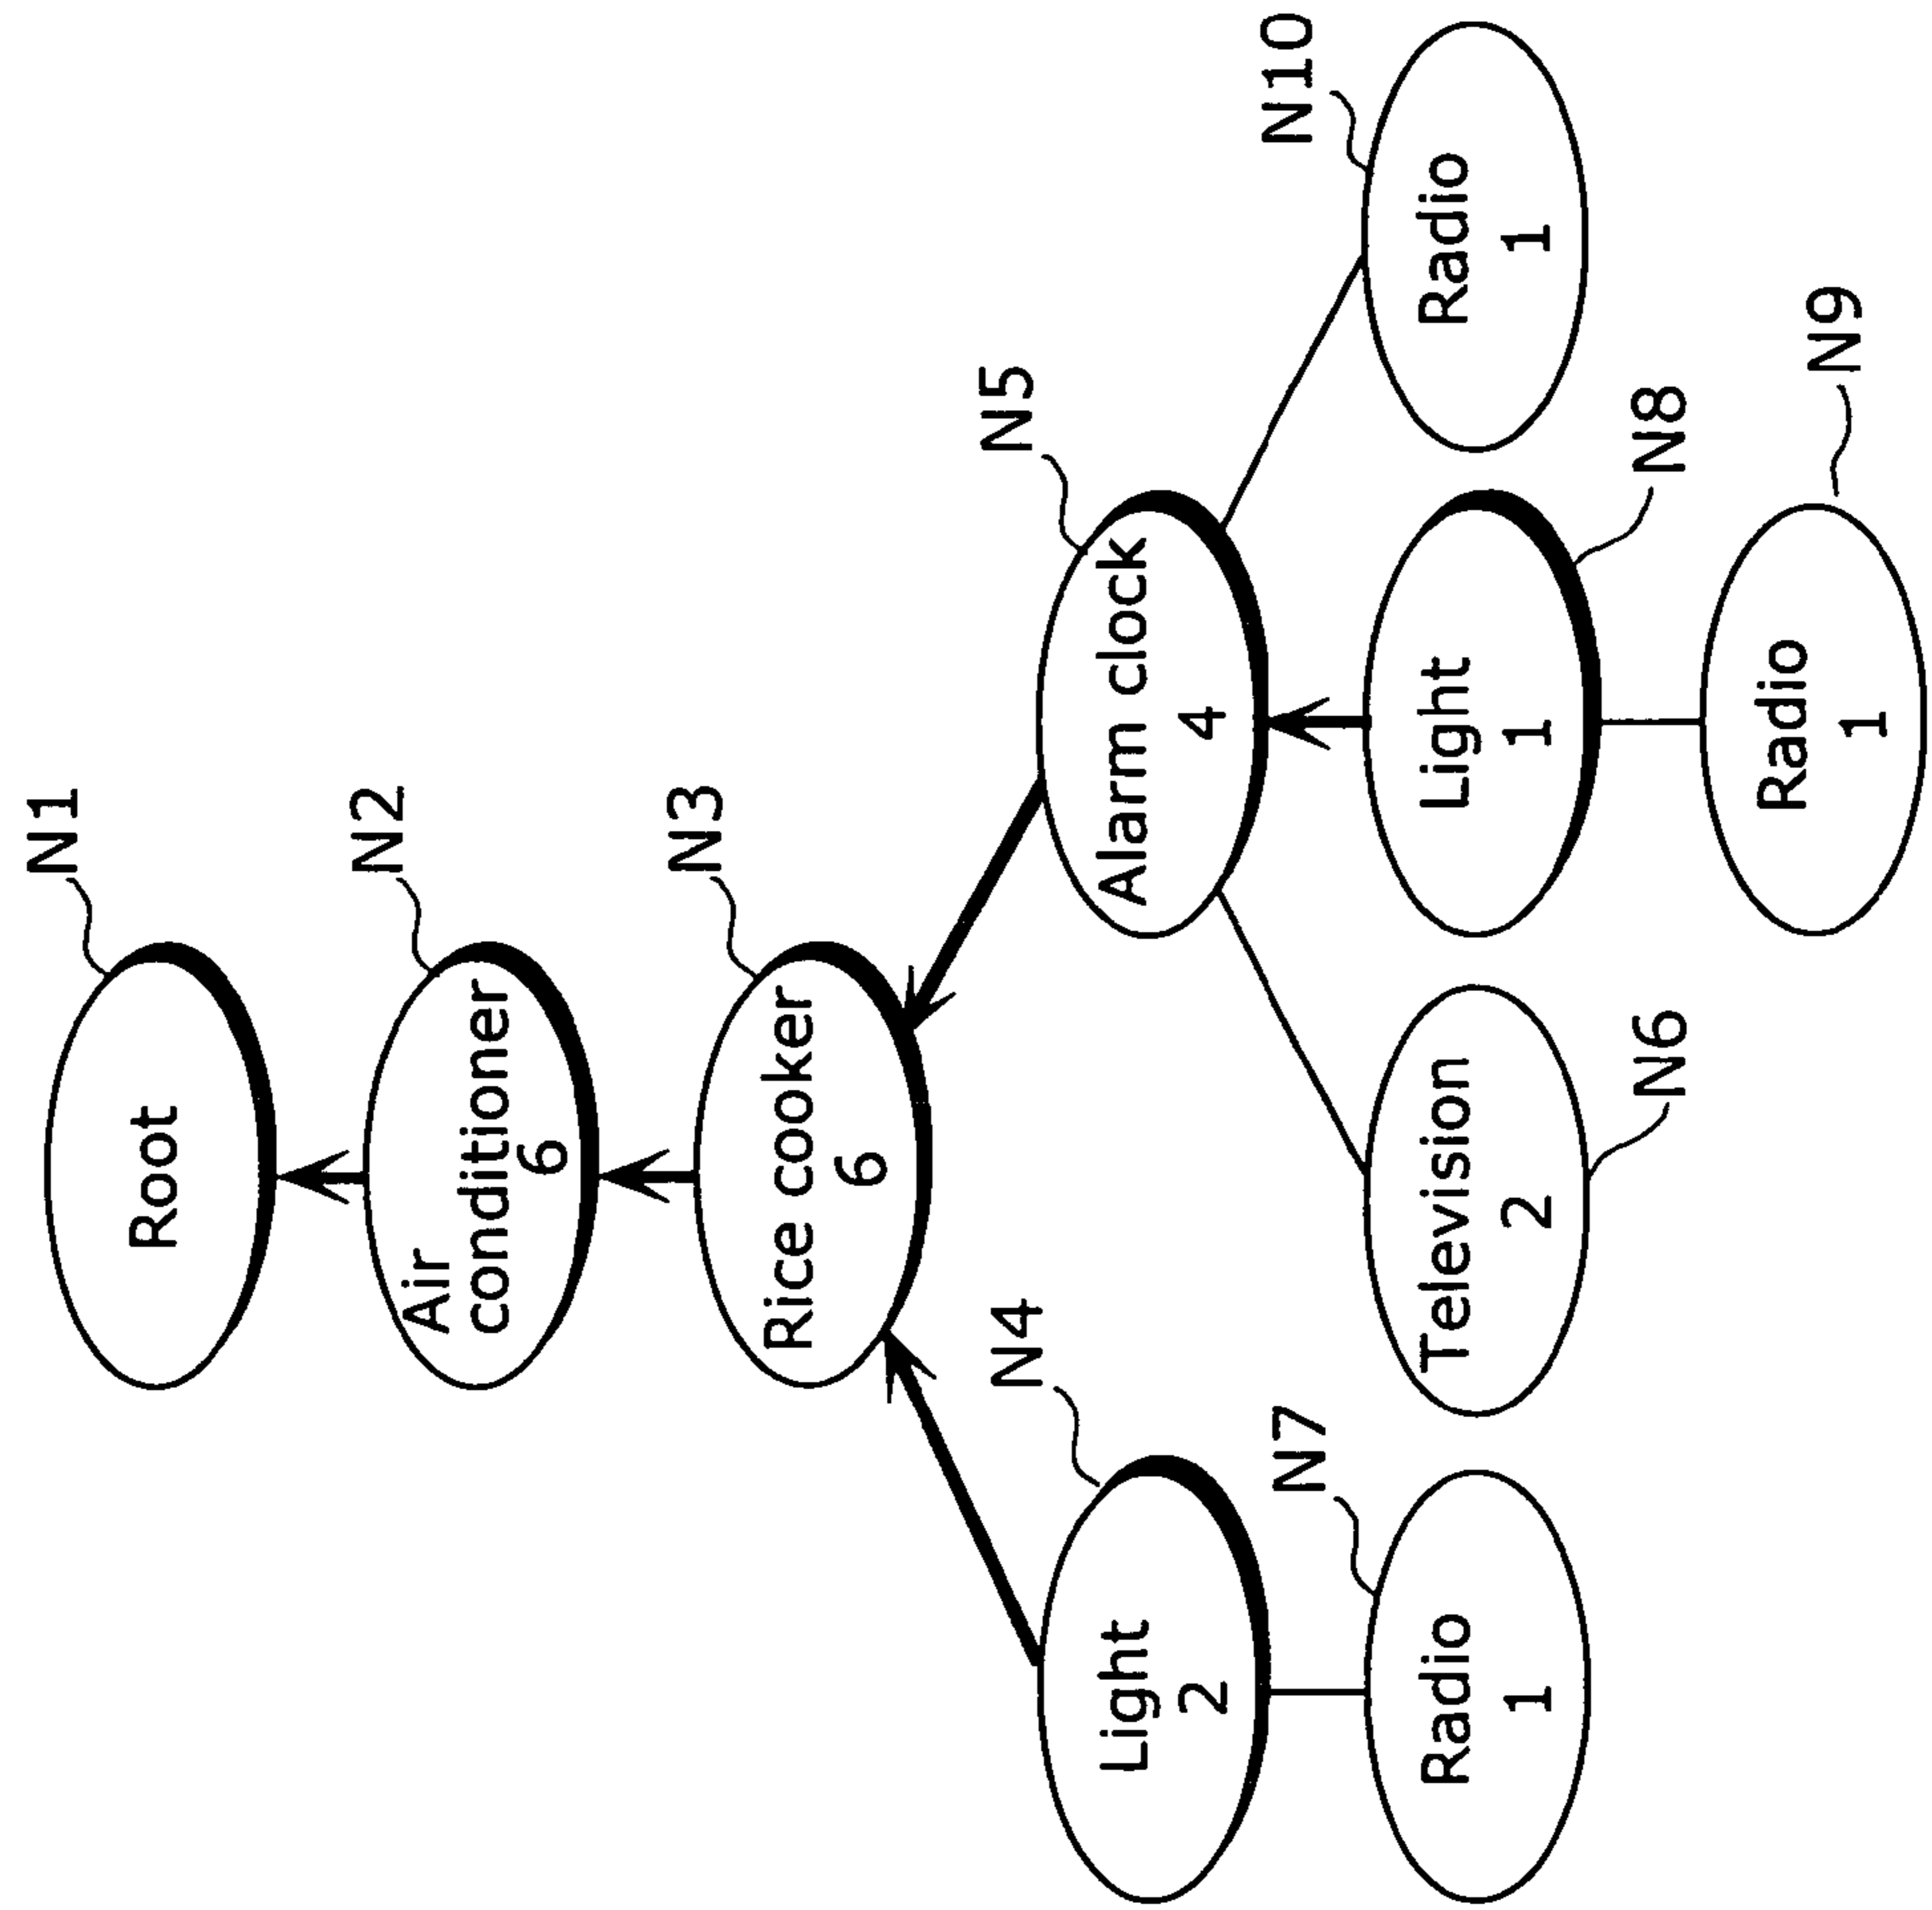 N1
Root
N2
Air
conditioner
6
N3
Rice cooker
6
N4
Light
2
N5
Alarm clock
4
N7
Radio
1
Television
2
N6
Light
1
N8
N10
Radio
1
Radio
1
N9